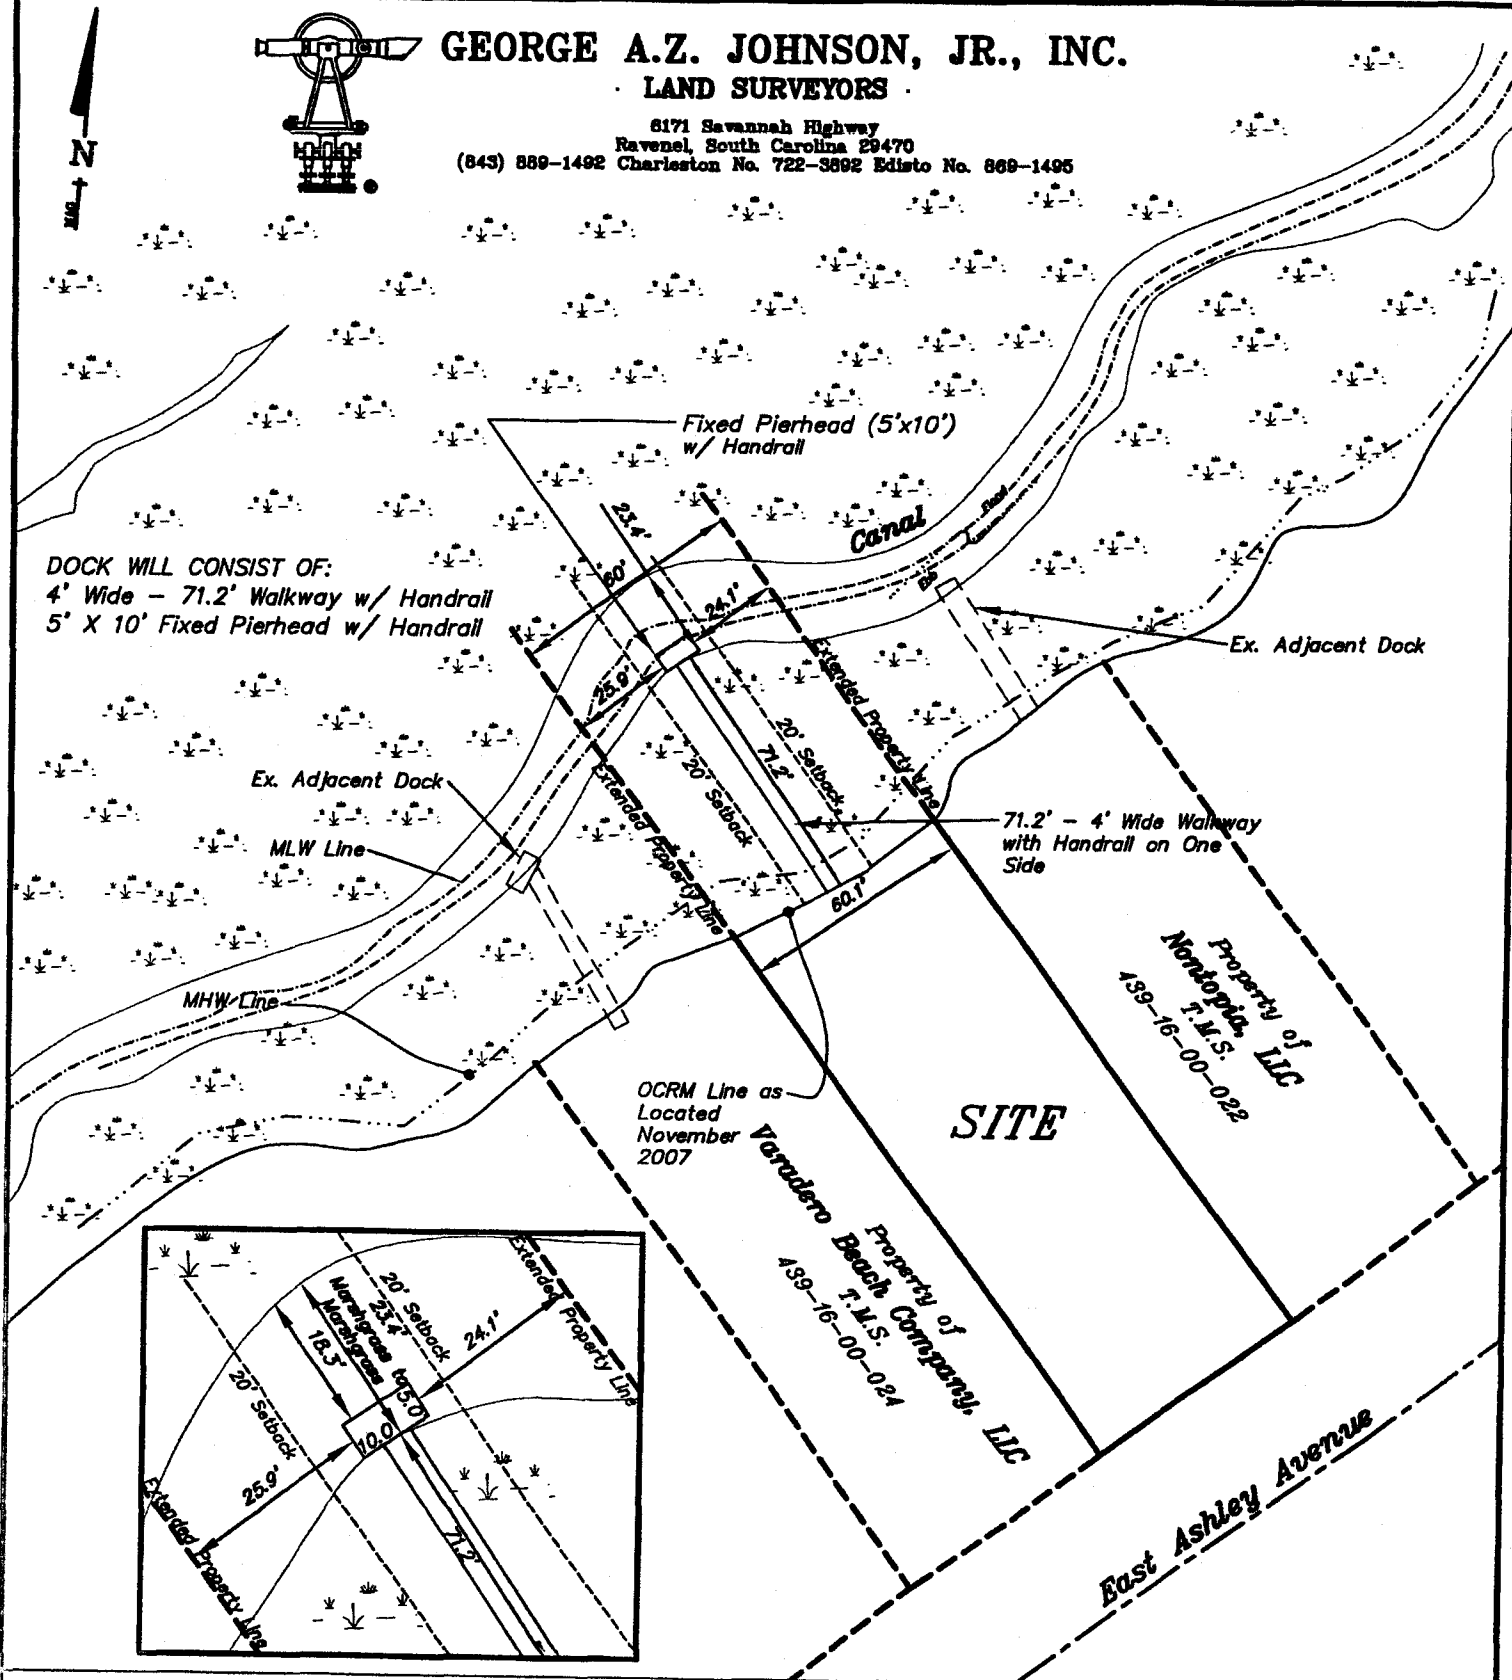 GEORGE A.Z. JOHNSON, JR., INC.
· LAND SURVEYORS ·
6171 Savannah Highway
Ravenel, South Carolina 29470
(843) 889-1492 Charleston No. 722-3892 Edisto No. 869-1495
N
MAG
Fixed Pierhead (5'x10')
w/ Handrail
23.4'
60'
24.1'
25.9'
Canal
Flood
Ebb
DOCK WILL CONSIST OF:
4' Wide - 71.2' Walkway w/ Handrail
5' X 10' Fixed Pierhead w/ Handrail
Ex. Adjacent Dock
Extended Property Line
20' Setback
71.2'
20' Setback
Extended Property Line
Ex. Adjacent Dock
MLW Line
71.2' - 4' Wide Walkway
with Handrail on One
Side
60.1'
MHW Line
OCRM Line as
Located
November
2007
Property of
Nontopia, LLC
T.M.S.
439-16-00-022
SITE
Property of
Varadero Beach Company, LLC
T.M.S.
439-16-00-024
East Ashley Avenue
Extended Property Line
20' Setback
24.1'
23.4'
Marshgrass to
Marshgrass
18.3'
5.0'
10.0'
20' Setback
25.9'
71.2'
Extended Property Line